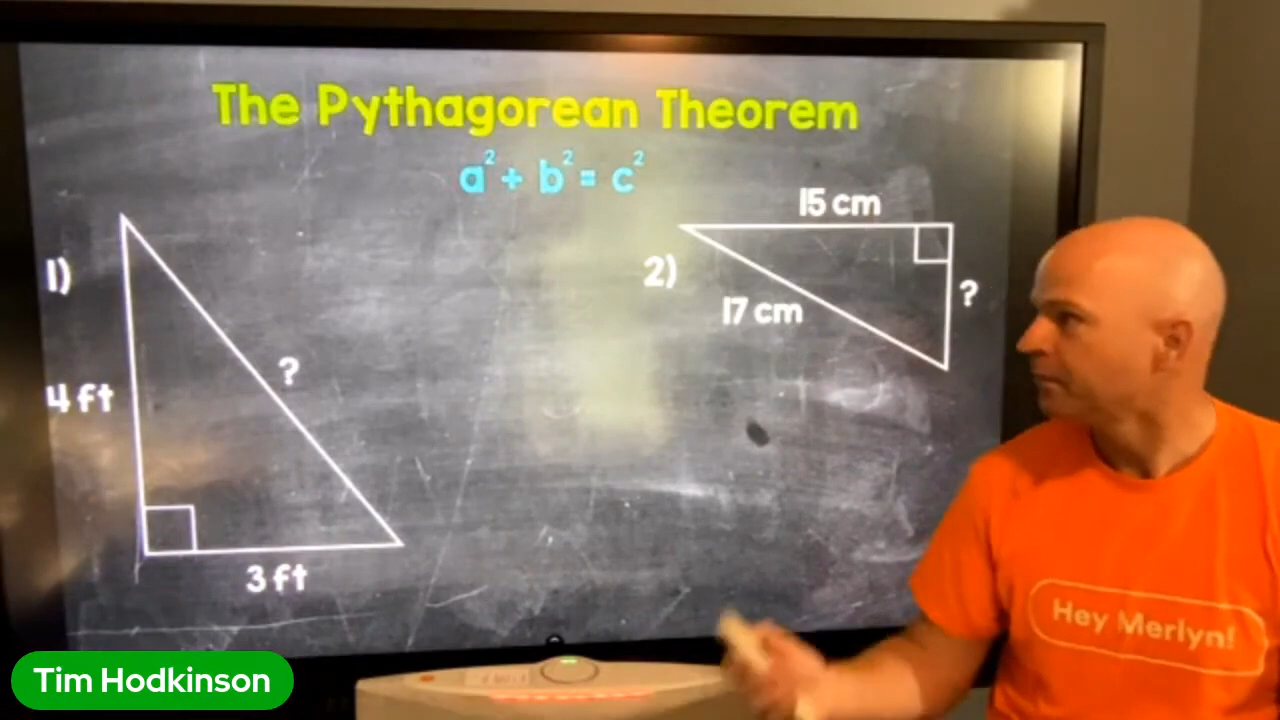 The Pythagorean Theorem
a² + b² = c²
1)
4 ft
?
3 ft
2)
15 cm
17 cm
?
Hey Merlyn!
Tim Hodkinson